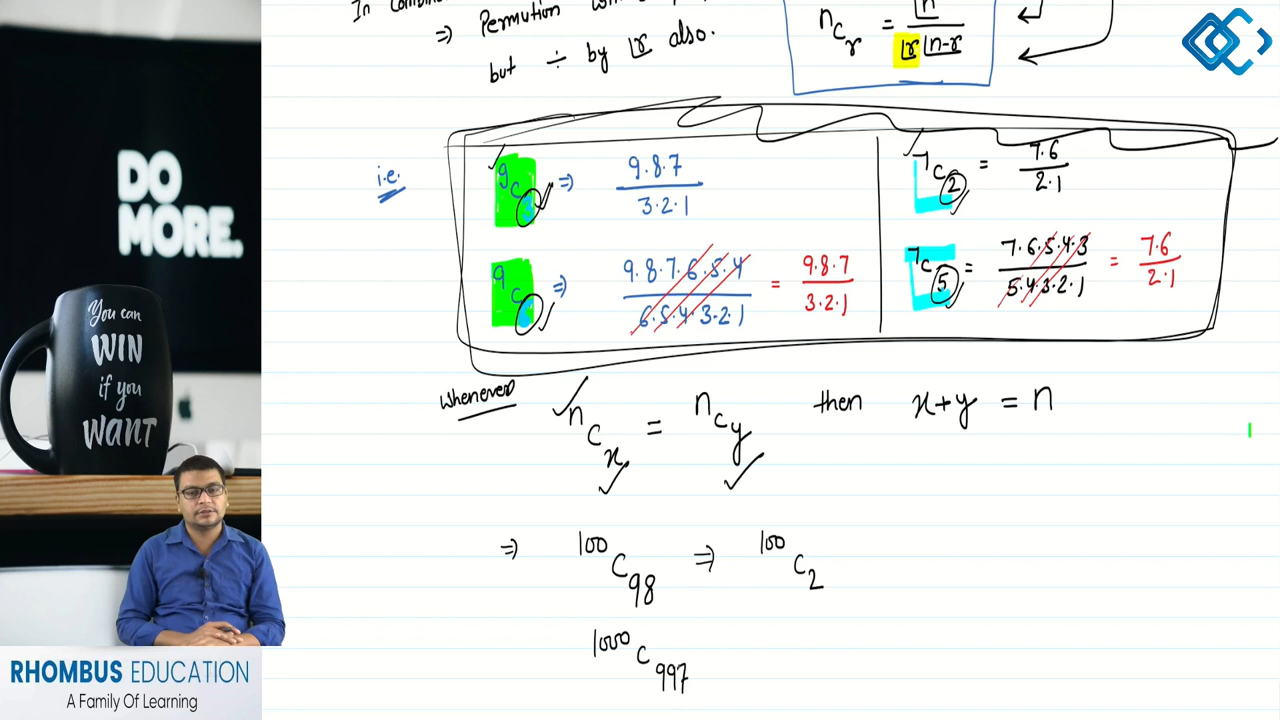 In
⇒ Permution
but ÷ by ⌊r also.
nCr = ⌊n / ⌊r ⌊n-r
DO
MORE.
You can
WIN
if you
WANT
i.e.
9C3 ⇒ 9.8.7 / 3.2.1
7C2 = 7.6 / 2.1
9C6 ⇒ 9.8.7.6.5.4 / 6.5.4.3.2.1 = 9.8.7 / 3.2.1
7C5 = 7.6.5.4.3 / 5.4.3.2.1 = 7.6 / 2.1
whenever nCx = nCy then x+y = n
⇒ 100C98 ⇒ 100C2
1000C997
RHOMBUS EDUCATION
A Family Of Learning